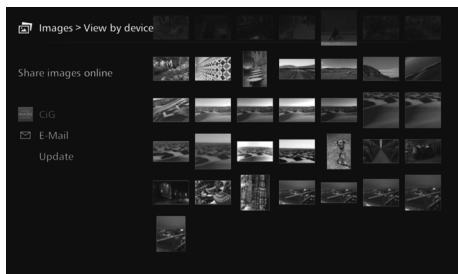 Images > View by device
Share images online
CiG
E-Mail
Update